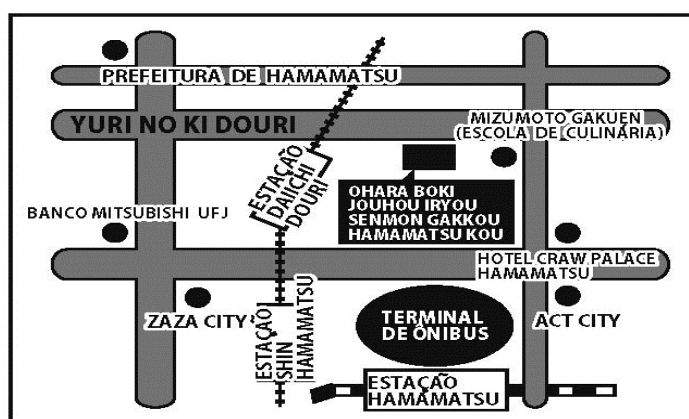 PREFEITURA DE HAMAMATSU
YURI NO KI DOURI
MIZUMOTO GAKUEN
(ESCOLA DE CULINÁRIA)
ESTAÇÃO
DAIICHI
DOURI
OHARA BOKI
JOUHOU IRYOU
SENMON GAKKOU
HAMAMATSU KOU
BANCO MITSUBISHI UFJ
HOTEL CRAW PALACE
HAMAMATSU
ZAZA CITY
ESTAÇÃO
SHIN
HAMAMATSU
TERMINAL
DE ÔNIBUS
ACT CITY
ESTAÇÃO
HAMAMATSU